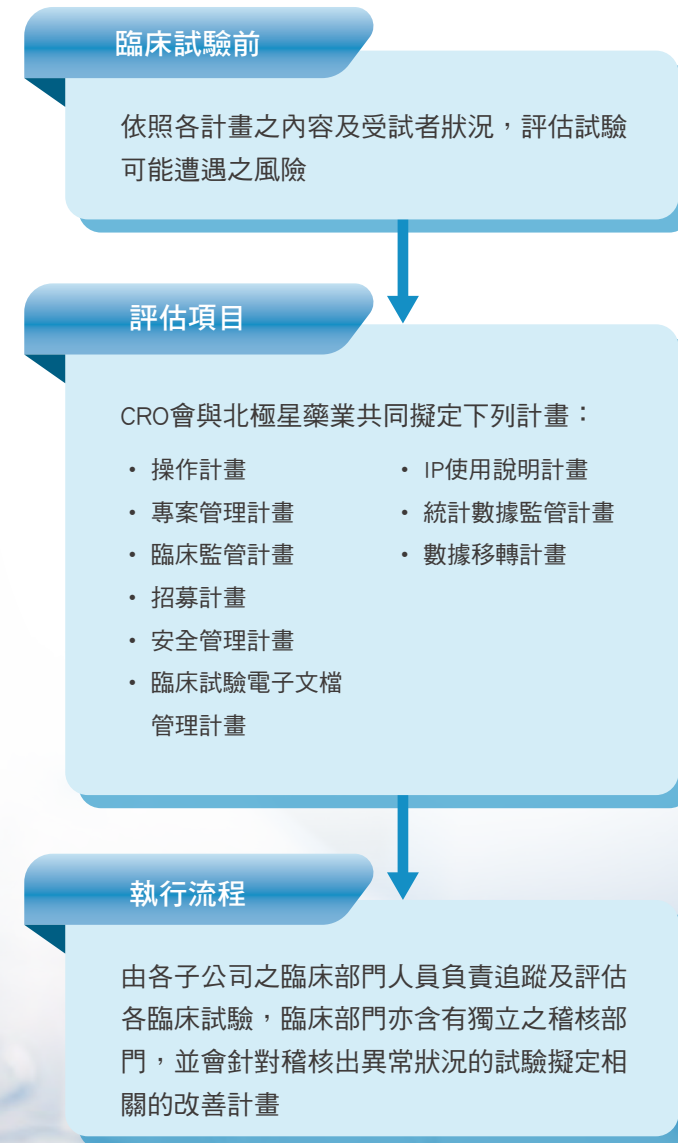 臨床試驗前
依照各計畫之內容及受試者狀況，評估試驗
可能遭遇之風險
評估項目
CRO會與北極星藥業共同擬定下列計畫：
• 操作計畫
• 專案管理計畫
• 臨床監管計畫
• 招募計畫
• 安全管理計畫
• 臨床試驗電子文檔
管理計畫
• IP使用說明計畫
• 統計數據監管計畫
• 數據移轉計畫
執行流程
由各子公司之臨床部門人員負責追蹤及評估
各臨床試驗，臨床部門亦含有獨立之稽核部
門，並會針對稽核出異常狀況的試驗擬定相
關的改善計畫